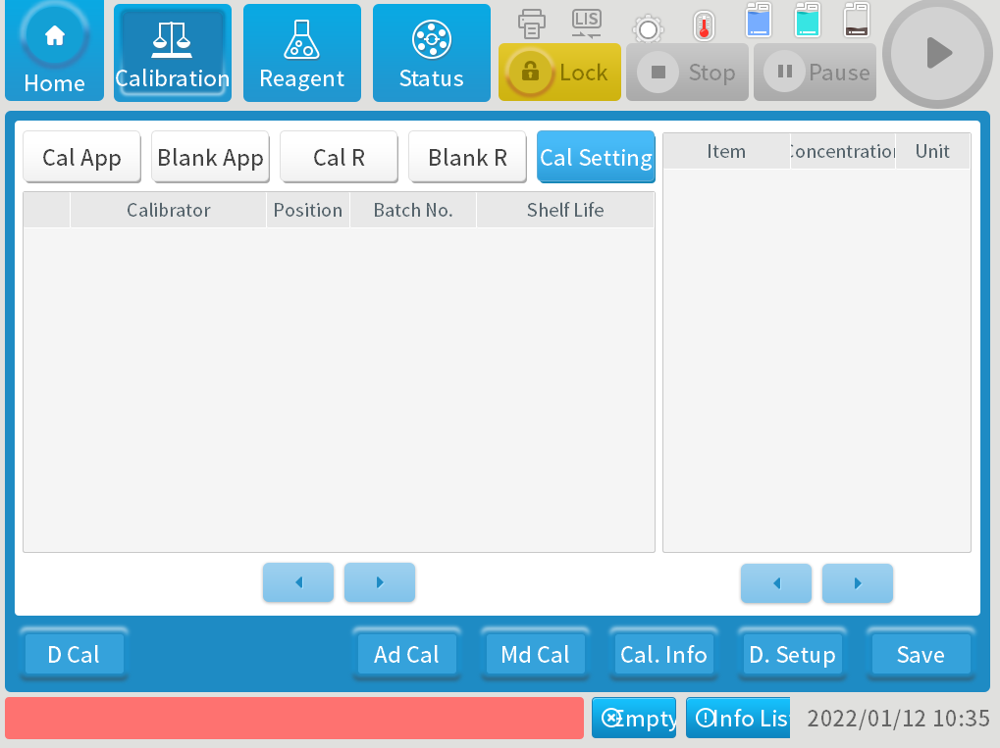 Home
Calibration
Reagent
Status
LIS
Lock
Stop
Pause
Cal App
Blank App
Cal R
Blank R
Cal Setting
Calibrator
Position
Batch No.
Shelf Life
Item
Concentration
Unit
D Cal
Ad Cal
Md Cal
Cal. Info
D. Setup
Save
Empty
Info Lis
2022/01/12 10:35